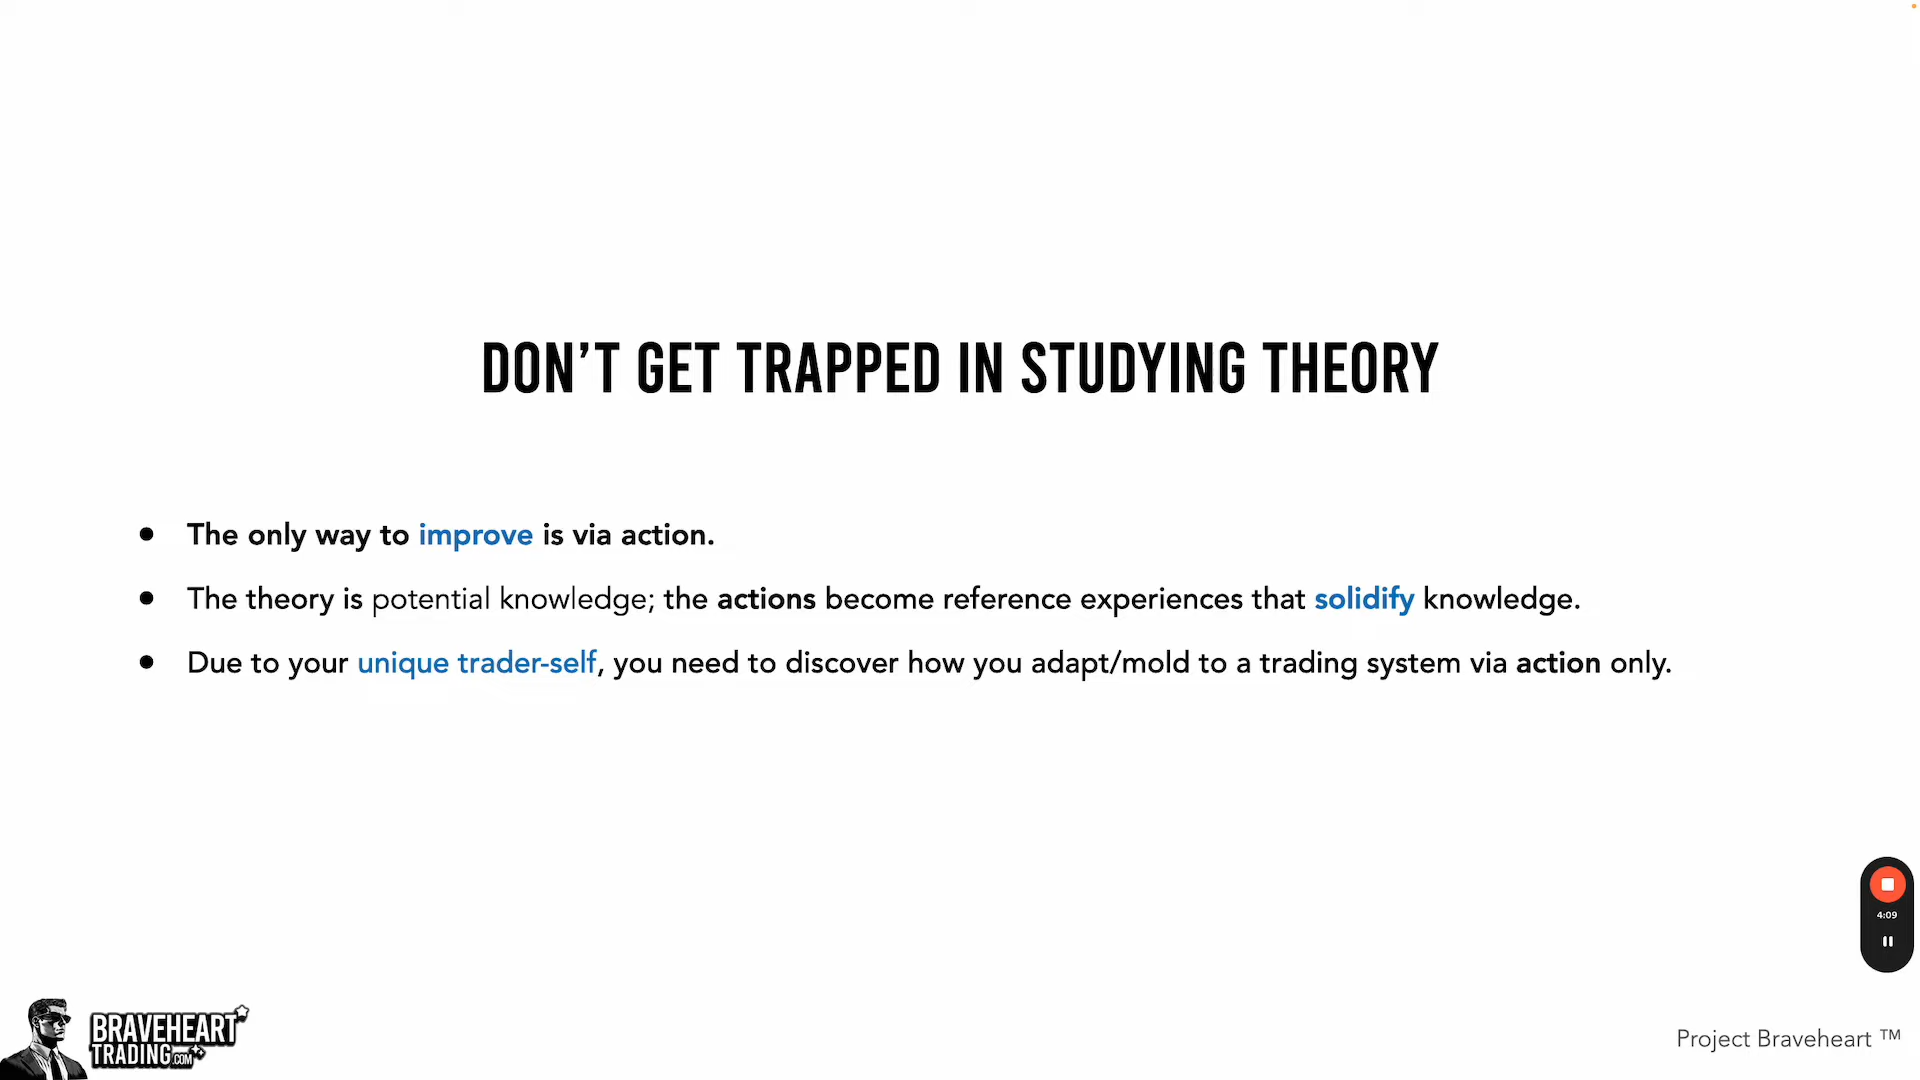 DON'T GET TRAPPED IN STUDYING THEORY
• The only way to improve is via action.
• The theory is potential knowledge; the actions become reference experiences that solidify knowledge.
• Due to your unique trader-self, you need to discover how you adapt/mold to a trading system via action only.
4:09
BRAVEHEART
TRADING.COM
Project Braveheart ™